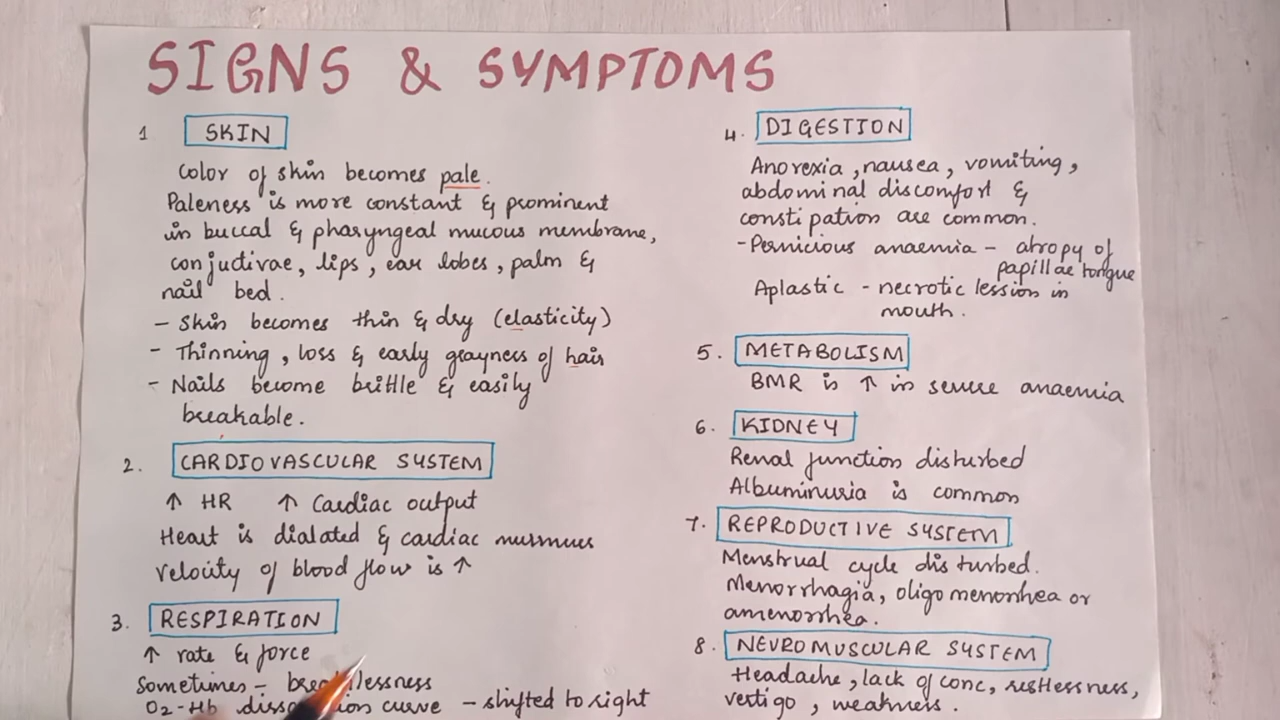 SIGNS & SYMPTOMS
1 SKIN
Color of skin becomes pale.
Paleness is more constant & prominent
in buccal & pharyngeal mucous membrane,
conjuctivae, lips, ear lobes, palm &
nail bed.
- Skin becomes thin & dry (elasticity)
- Thinning, loss & early grayness of hair
- Nails become brittle & easily
breakable.
2. CARDIOVASCULAR SYSTEM
↑ HR ↑ Cardiac output
Heart is dialated & cardiac murmurs
Velocity of blood flow is ↑
3. RESPIRATION
↑ rate & force
Sometimes - breathlessness
O2-Hb curve - shifted to right
4. DIGESTION
Anorexia, nausea, vomiting,
abdominal discomfort &
constipation are common.
- Pernicious anaemia - atropy of
papillae tongue
Aplastic - necrotic lession in
mouth.
5. METABOLISM
BMR is ↑ in severe anaemia
6. KIDNEY
Renal function disturbed
Albuminuria is common
7. REPRODUCTIVE SYSTEM
Menstrual cycle disturbed.
Menorrhagia, oligomenorrhea or
amenorrhea.
8. NEUROMUSCULAR SYSTEM
Headache, lack of conc, restlessness,
vertigo, weakness.